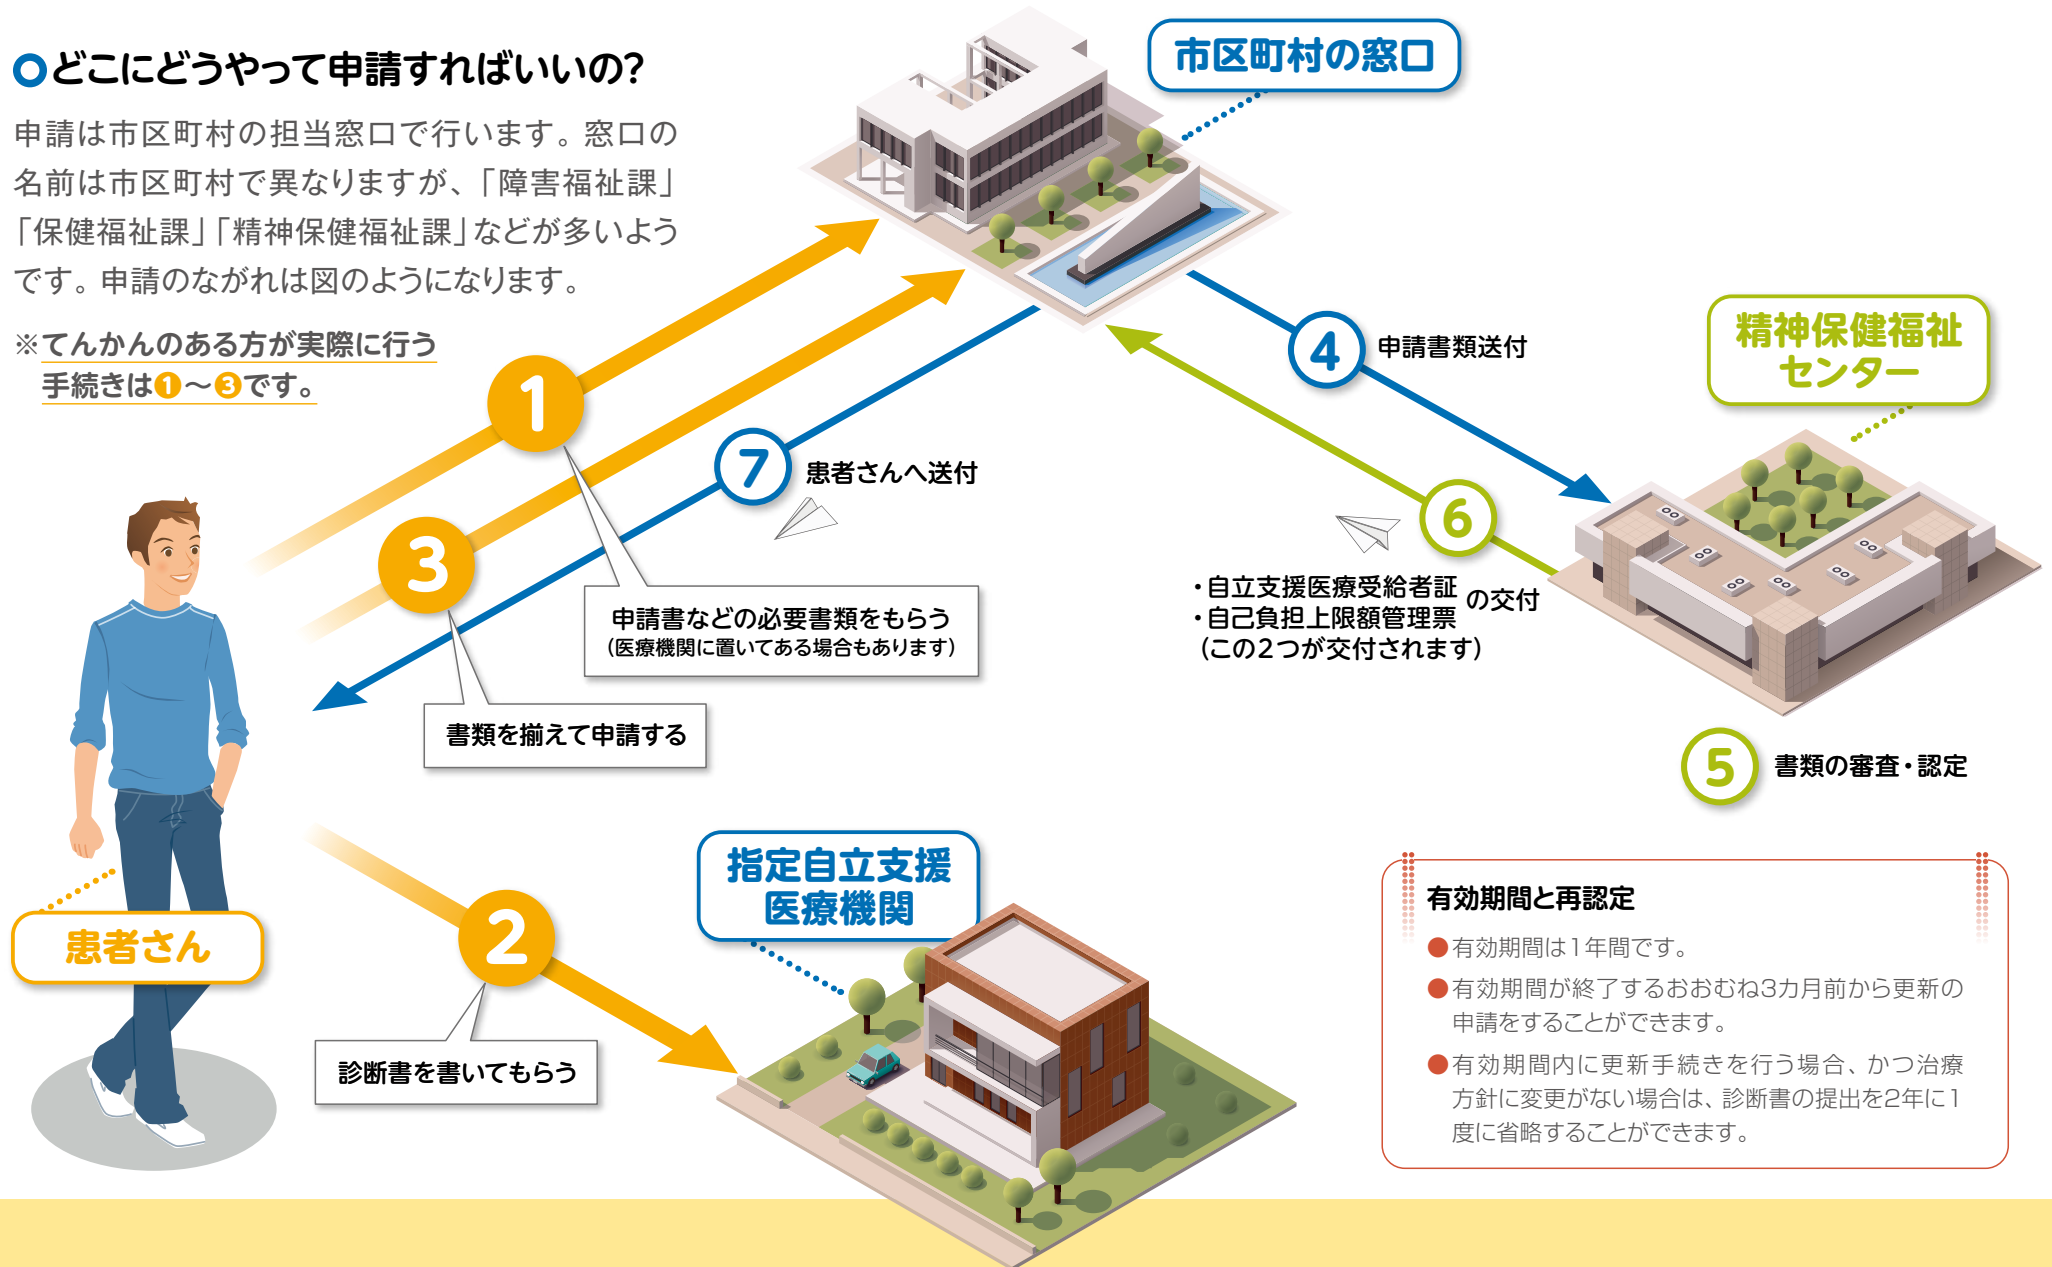 どこにどうやって申請すればいいの?
申請は市区町村の担当窓口で行います。窓口の
名前は市区町村で異なりますが、「障害福祉課」
「保健福祉課」「精神保健福祉課」などが多いよう
です。申請のながれは図のようになります。
※てんかんのある方が実際に行う
手続きは❶～❸です。
市区町村の窓口
1
申請書などの必要書類をもらう
(医療機関に置いてある場合もあります)
3
書類を揃えて申請する
7
患者さんへ送付
4
申請書類送付
精神保健福祉
センター
6
・自立支援医療受給者証
・自己負担上限額管理票
の交付
(この2つが交付されます)
5
書類の審査・認定
患者さん
2
診断書を書いてもらう
指定自立支援
医療機関
有効期間と再認定
●有効期間は1年間です。
●有効期間が終了するおおむね3カ月前から更新の
申請をすることができます。
●有効期間内に更新手続きを行う場合、かつ治療
方針に変更がない場合は、診断書の提出を2年に1
度に省略することができます。